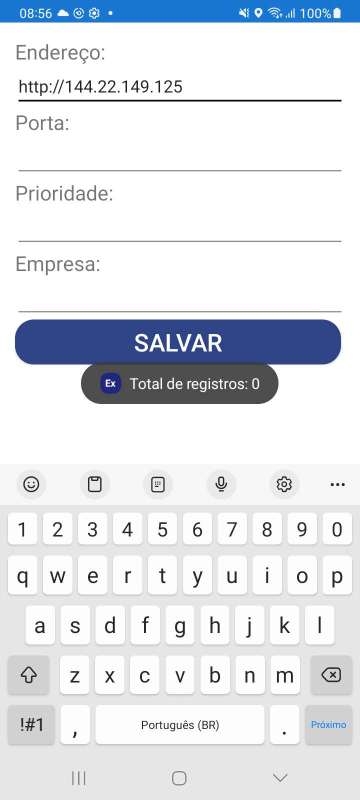 08:56 100%
Endereço:
http://144.22.149.125
Porta:
Prioridade:
Empresa:
SALVAR
Ex Total de registros: 0
1 2 3 4 5 6 7 8 9 0
q w e r t y u i o p
a s d f g h j k l
z x c v b n m
!#1 , Português (BR) . Próximo